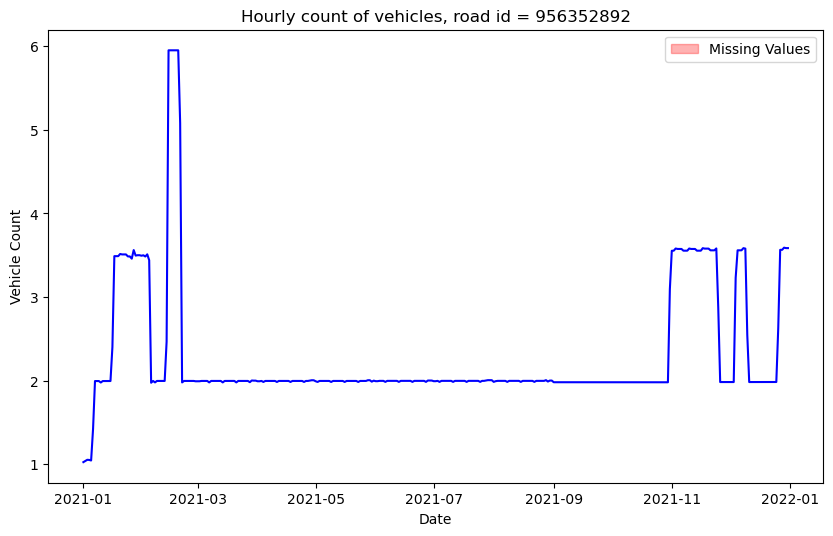 Hourly count of vehicles, road id = 956352892
Missing Values
6
5
4
3
2
1
Vehicle Count
2021-01 2021-03 2021-05 2021-07 2021-09 2021-11 2022-01
Date